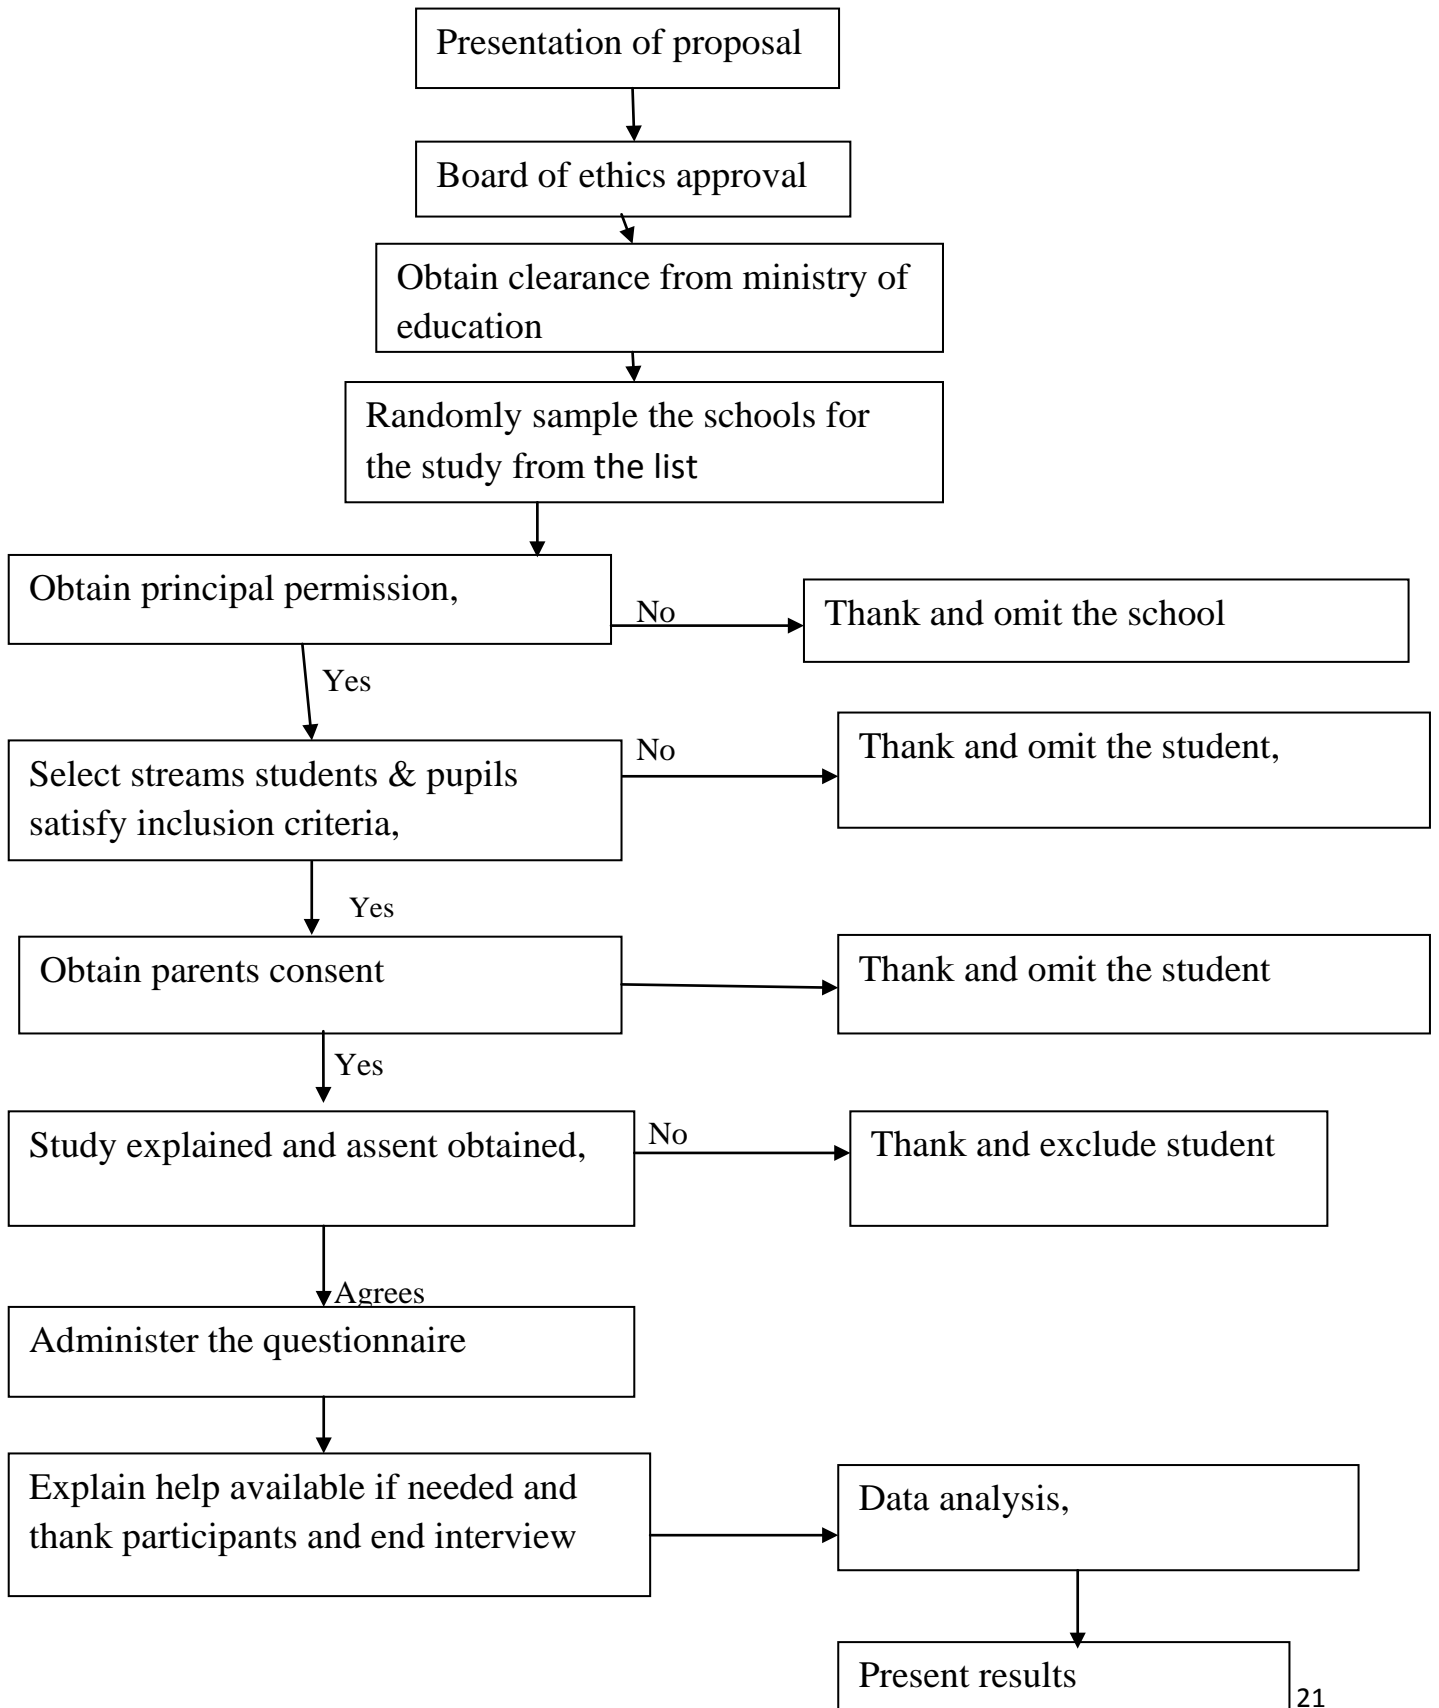 Presentation of proposal
Board of ethics approval
Obtain clearance from ministry of
education
Randomly sample the schools for
the study from the list
Obtain principal permission,
No
Thank and omit the school
Yes
Select streams students & pupils
satisfy inclusion criteria,
No
Thank and omit the student,
Yes
Obtain parents consent
Thank and omit the student
Yes
Study explained and assent obtained,
No
Thank and exclude student
Agrees
Administer the questionnaire
Explain help available if needed and
thank participants and end interview
Data analysis,
Present results
21